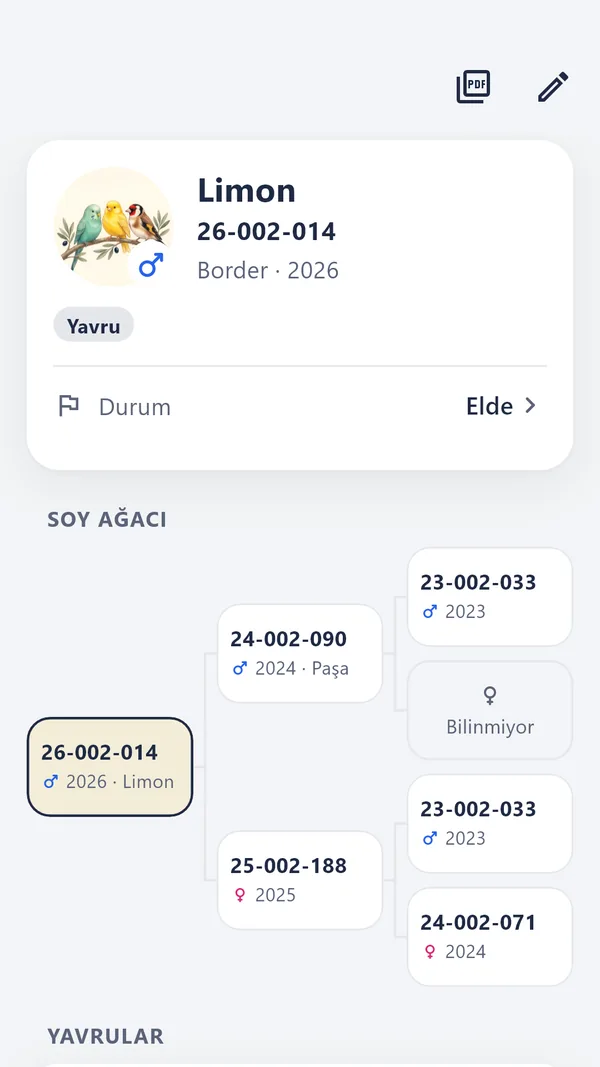 PDF
Limon
26-002-014
Border · 2026
Yavru
Durum
Elde
SOY AĞACI
23-002-033
2023
24-002-090
2024 · Paşa
Bilinmiyor
26-002-014
2026 · Limon
23-002-033
2023
25-002-188
2025
24-002-071
2024
YAVRULAR